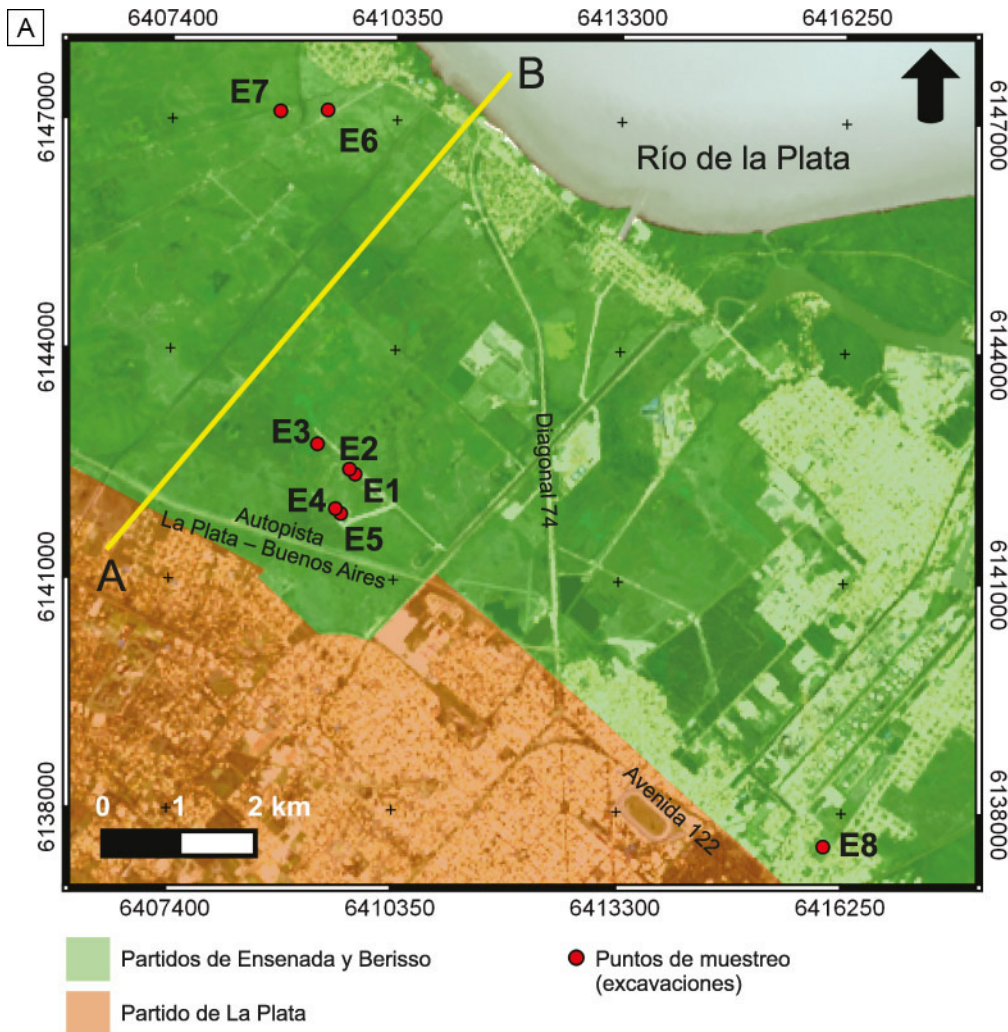 A
6407400 6410350 6413300 6416250
6147000
6144000
6141000
6138000
E7
E6
B
Río de la Plata
6147000
6144000
6141000
6138000
E3
E2
E1
E4
E5
Diagonal 74
Autopista
La Plata – Buenos Aires
A
Avenida 122
0 1 2 km
E8
6407400 6410350 6413300 6416250
Partidos de Ensenada y Berisso
Partido de La Plata
Puntos de muestreo
(excavaciones)